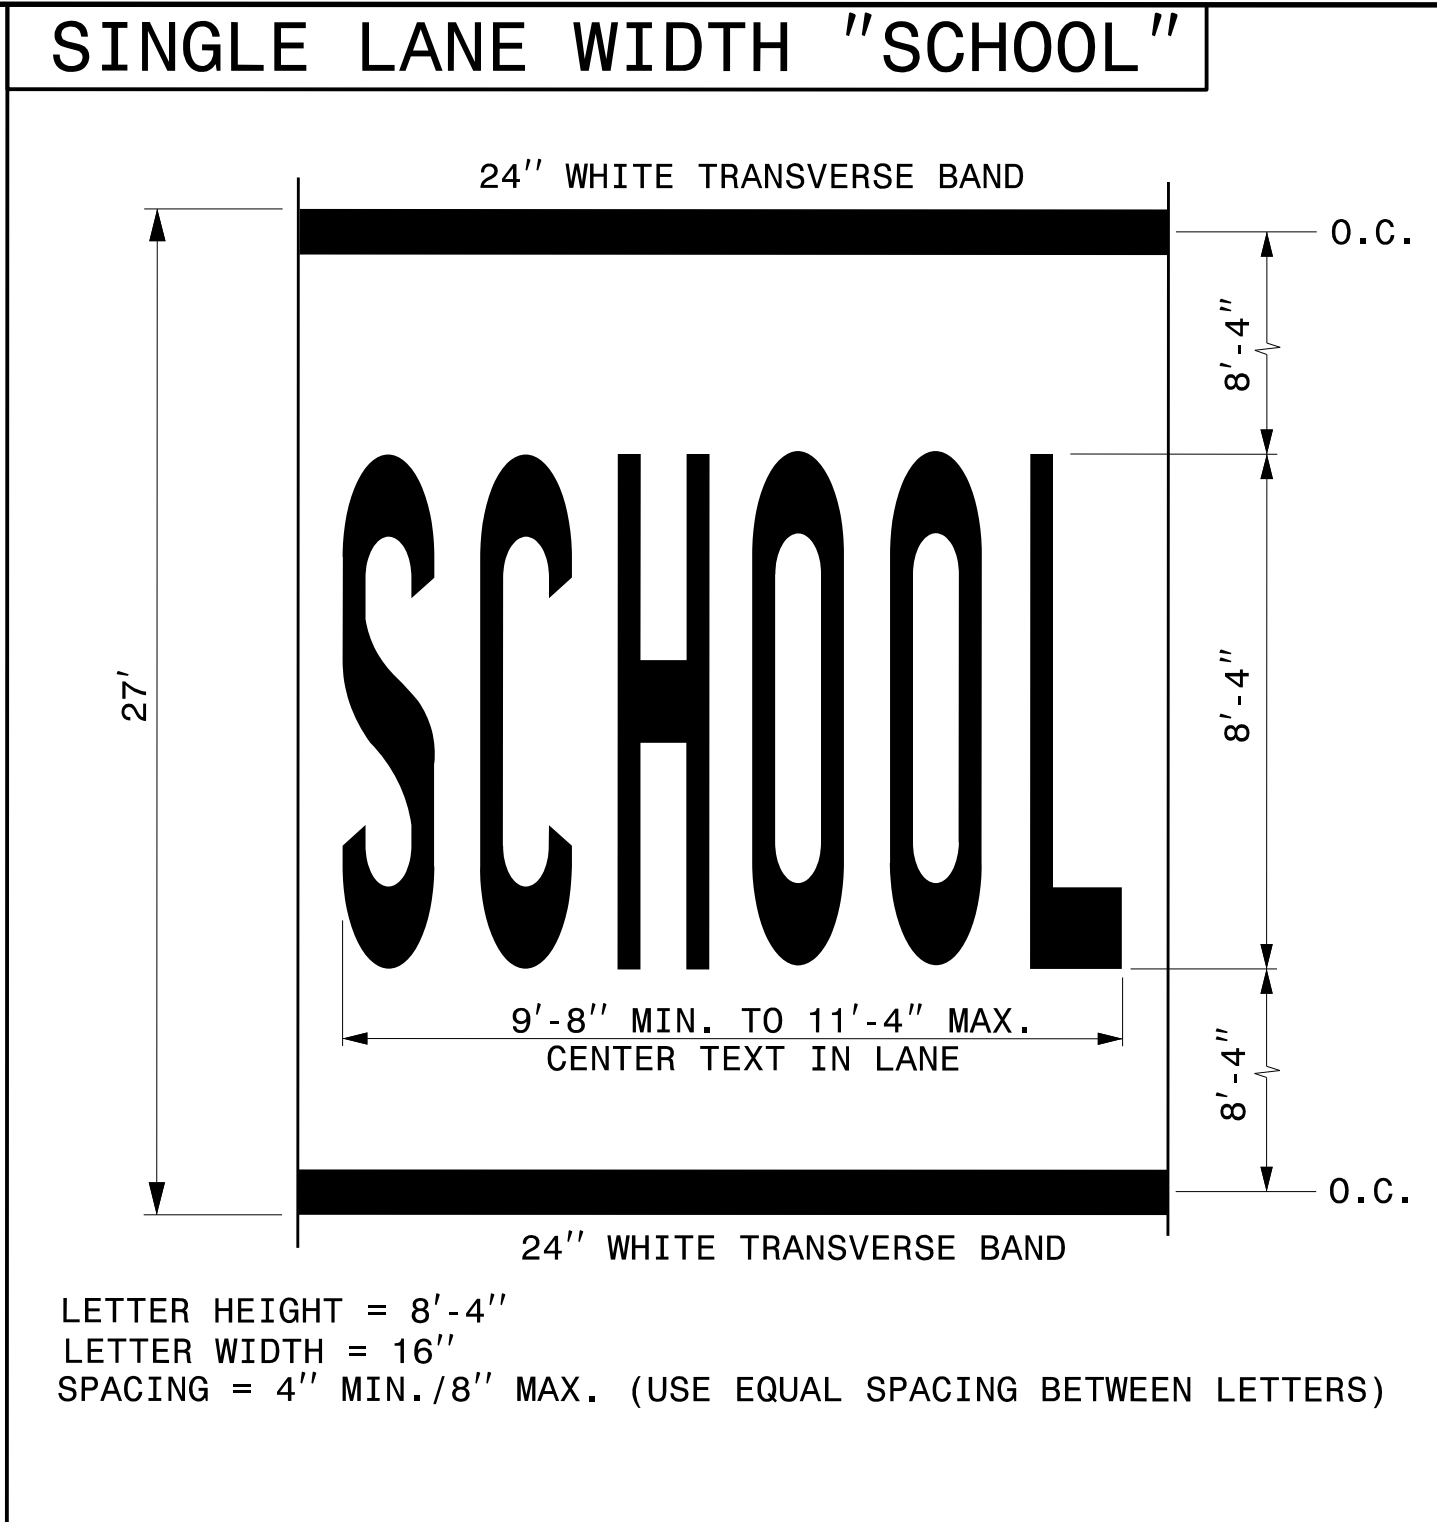 SINGLE LANE WIDTH "SCHOOL"
24" WHITE TRANSVERSE BAND
O.C.
8'-4"
27'
SCHOOL
8'-4"
9'-8" MIN. TO 11'-4" MAX.
CENTER TEXT IN LANE
8'-4"
O.C.
24" WHITE TRANSVERSE BAND
LETTER HEIGHT = 8'-4"
LETTER WIDTH = 16"
SPACING = 4" MIN./8" MAX. (USE EQUAL SPACING BETWEEN LETTERS)